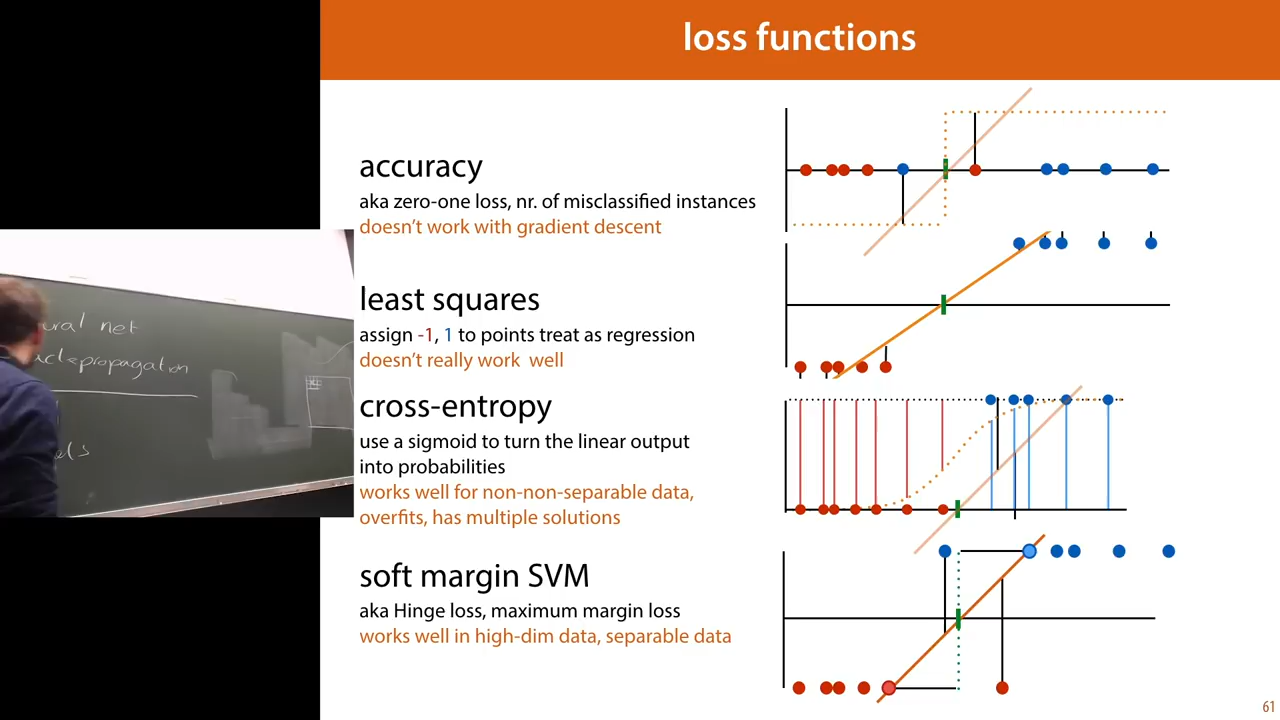 loss functions
accuracy
aka zero-one loss, nr. of misclassified instances
doesn't work with gradient descent
least squares
assign -1, 1 to points treat as regression
doesn't really work well
cross-entropy
use a sigmoid to turn the linear output
into probabilities
works well for non-non-separable data,
overfits, has multiple solutions
soft margin SVM
aka Hinge loss, maximum margin loss
works well in high-dim data, separable data
61
net